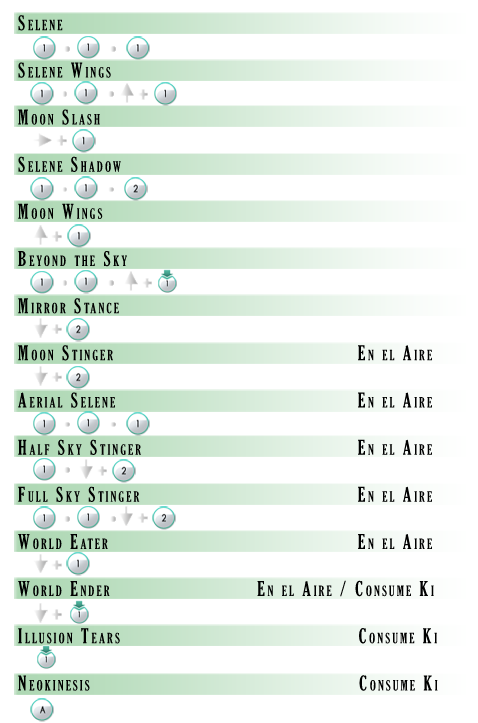 Selene
1 1 1
Selene Wings
1 1 + 1
Moon Slash
+ 1
Selene Shadow
1 1 2
Moon Wings
+ 1
Beyond the Sky
1 1 + 1
Mirror Stance
+ 2
Moon Stinger En el Aire
+ 2
Aerial Selene En el Aire
1 1 1
Half Sky Stinger En el Aire
1 + 2
Full Sky Stinger En el Aire
1 1 + 2
World Eater En el Aire
+ 1
World Ender En el Aire / Consume Ki
+ 1
Illusion Tears Consume Ki
1
Neokinesis Consume Ki
A